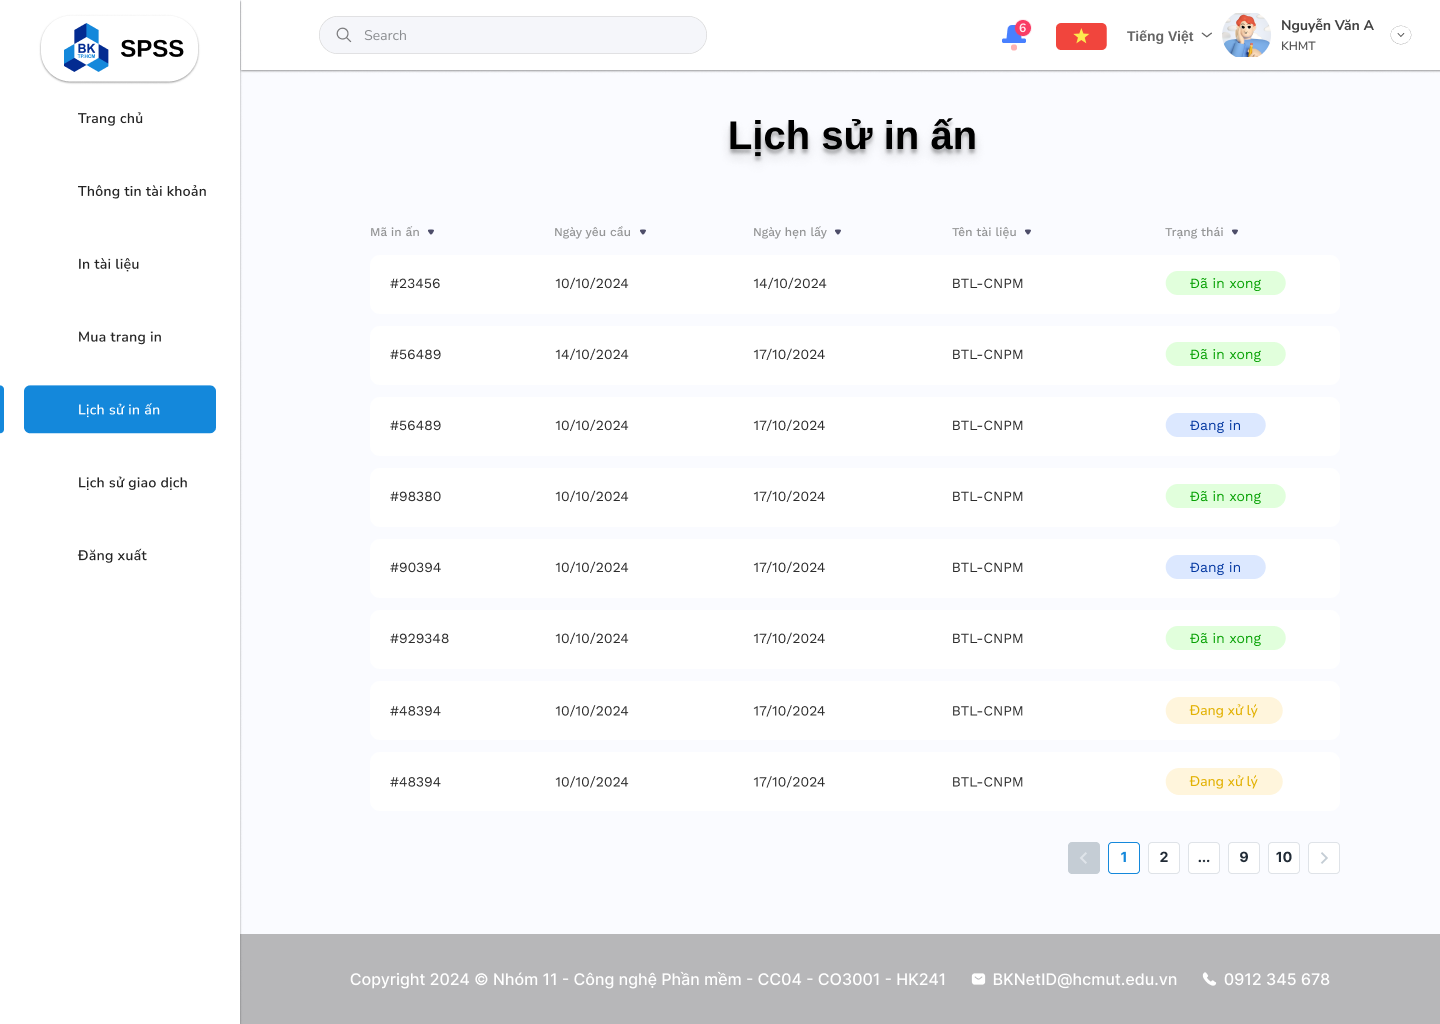 BK
TP.HCM
SPSS
Search
6
Tiếng Việt
Nguyễn Văn A
KHMT
Trang chủ
Thông tin tài khoản
In tài liệu
Mua trang in
Lịch sử in ấn
Lịch sử giao dịch
Đăng xuất
Lịch sử in ấn
Mã in ấn Ngày yêu cầu Ngày hẹn lấy Tên tài liệu Trạng thái
#23456 10/10/2024 14/10/2024 BTL-CNPM Đã in xong
#56489 14/10/2024 17/10/2024 BTL-CNPM Đã in xong
#56489 10/10/2024 17/10/2024 BTL-CNPM Đang in
#98380 10/10/2024 17/10/2024 BTL-CNPM Đã in xong
#90394 10/10/2024 17/10/2024 BTL-CNPM Đang in
#929348 10/10/2024 17/10/2024 BTL-CNPM Đã in xong
#48394 10/10/2024 17/10/2024 BTL-CNPM Đang xử lý
#48394 10/10/2024 17/10/2024 BTL-CNPM Đang xử lý
1 2 ... 9 10
Copyright 2024 © Nhóm 11 - Công nghệ Phần mềm - CC04 - CO3001 - HK241 BKNetID@hcmut.edu.vn 0912 345 678